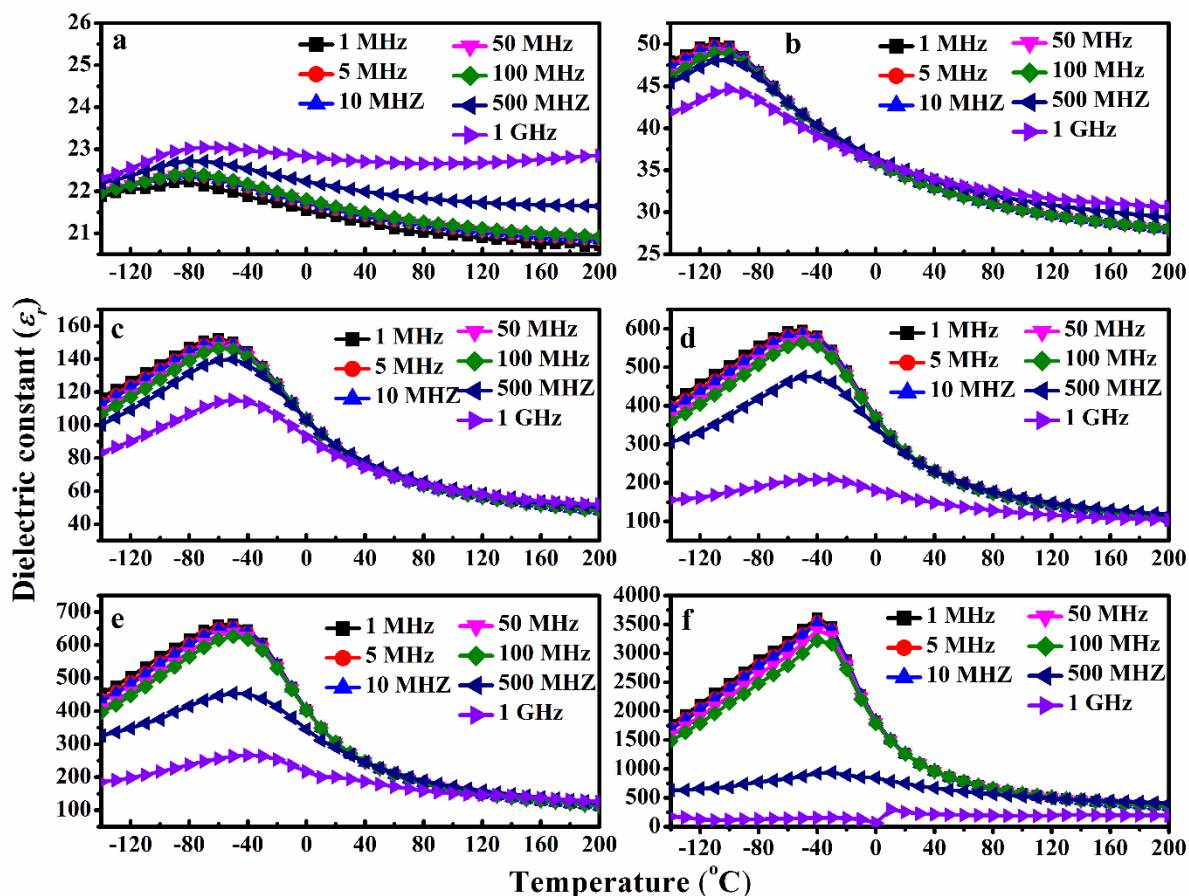 Dielectric constant (εr)
a
1 MHz
5 MHz
10 MHZ
50 MHz
100 MHz
500 MHZ
1 GHz
26
25
24
23
22
21
-120 -80 -40 0 40 80 120 160 200
b
1 MHz
5 MHz
10 MHZ
50 MHz
100 MHz
500 MHZ
1 GHz
50
45
40
35
30
25
-120 -80 -40 0 40 80 120 160 200
c
1 MHz
5 MHz
10 MHZ
50 MHz
100 MHz
500 MHZ
1 GHz
160
140
120
100
80
60
40
-120 -80 -40 0 40 80 120 160 200
d
1 MHz
5 MHz
10 MHZ
50 MHz
100 MHz
500 MHZ
1 GHz
600
500
400
300
200
100
-120 -80 -40 0 40 80 120 160 200
e
1 MHz
5 MHz
10 MHZ
50 MHz
100 MHz
500 MHZ
1 GHz
700
600
500
400
300
200
100
-120 -80 -40 0 40 80 120 160 200
f
1 MHz
5 MHz
10 MHZ
50 MHz
100 MHz
500 MHZ
1 GHz
4000
3500
3000
2500
2000
1500
1000
500
0
-120 -80 -40 0 40 80 120 160 200
Temperature (°C)